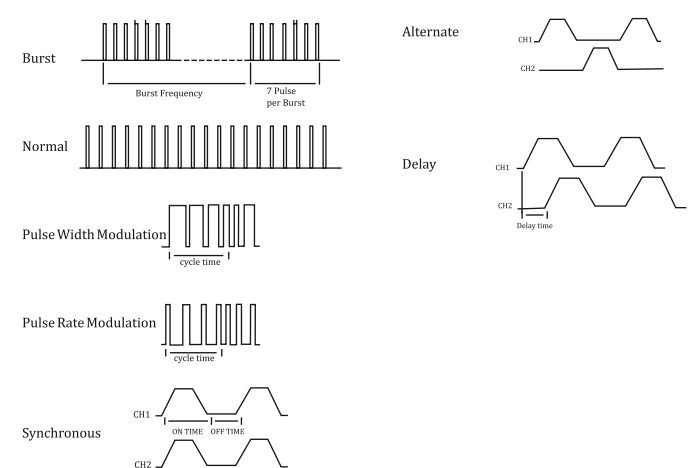 Burst
Burst Frequency
7 Pulse
per Burst
Normal
Pulse Width Modulation
cycle time
Pulse Rate Modulation
cycle time
Synchronous
CH1
ON TIME OFF TIME
CH2
Alternate
CH1
CH2
Delay
CH1
CH2
Delay time